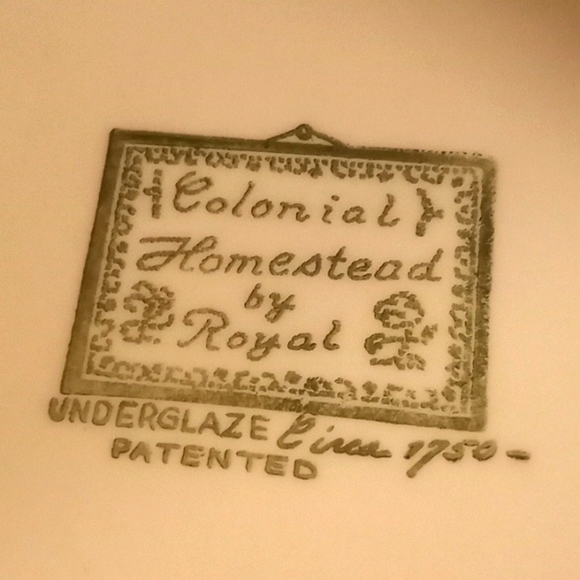 Colonial
Homestead
by
Royal
UNDERGLAZE Circa 1750-
PATENTED